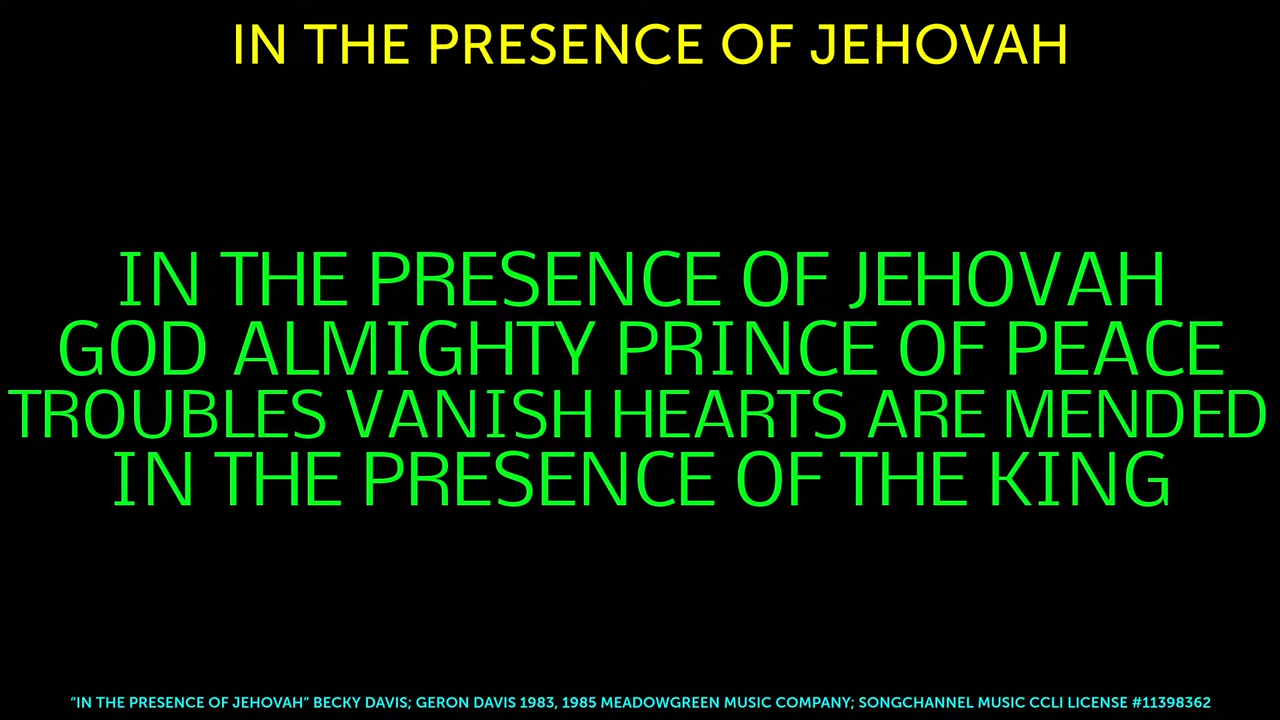 IN THE PRESENCE OF JEHOVAH
IN THE PRESENCE OF JEHOVAH
GOD ALMIGHTY PRINCE OF PEACE
TROUBLES VANISH HEARTS ARE MENDED
IN THE PRESENCE OF THE KING
“IN THE PRESENCE OF JEHOVAH” BECKY DAVIS; GERON DAVIS 1983, 1985 MEADOWGREEN MUSIC COMPANY; SONGCHANNEL MUSIC CCLI LICENSE #11398362